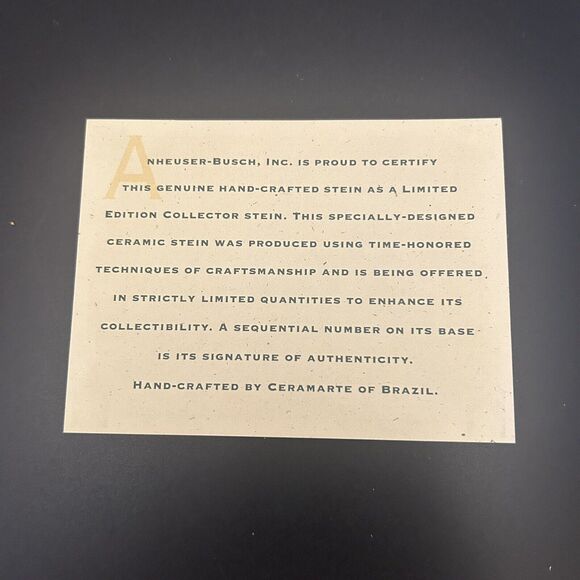 ANHEUSER-BUSCH, INC. IS PROUD TO CERTIFY
THIS GENUINE HAND-CRAFTED STEIN AS A LIMITED
EDITION COLLECTOR STEIN. THIS SPECIALLY-DESIGNED
CERAMIC STEIN WAS PRODUCED USING TIME-HONORED
TECHNIQUES OF CRAFTSMANSHIP AND IS BEING OFFERED
IN STRICTLY LIMITED QUANTITIES TO ENHANCE ITS
COLLECTIBILITY. A SEQUENTIAL NUMBER ON ITS BASE
IS ITS SIGNATURE OF AUTHENTICITY.
HAND-CRAFTED BY CERAMARTE OF BRAZIL.